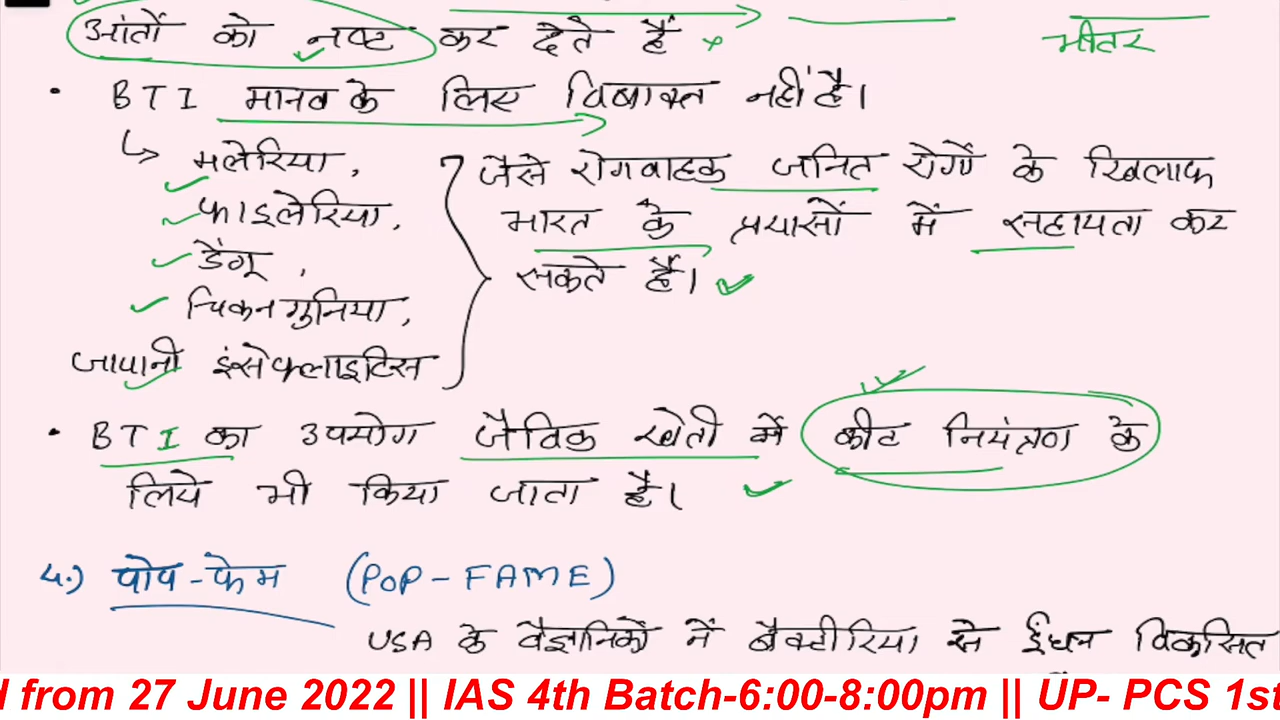 आंतों को नष्ट कर देते हैं
भीतर
• BTI मानव के लिए विषाक्त नहीं है।
मलेरिया,
फाइलेरिया,
डेंगू,
चिकनगुनिया,
जापानी इंसेफ्लाइटिस
जैसे रोगवाहक जनित रोगों के खिलाफ
भारत के प्रयासों में सहायता कर
सकते हैं।
• BTI का उपयोग जैविक खेती में कीट नियंत्रण के
लिये भी किया जाता है।
4.) पोप-फेम (POP-FAME)
USA के वैज्ञानिकों ने बैक्टीरिया से ईंधन विकसित
d from 27 June 2022 || IAS 4th Batch-6:00-8:00pm || UP- PCS 1st